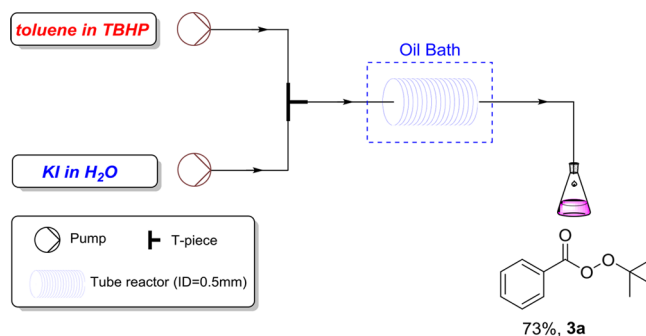 toluene in TBHP
Oil Bath
KI in H2O
Pump
T-piece
Tube reactor (ID=0.5mm)
O
O
O
73%, 3a